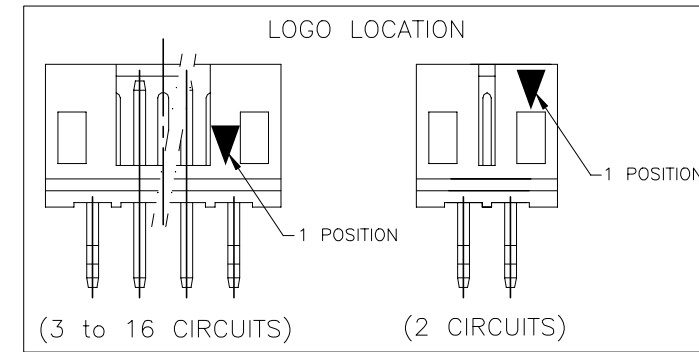 LOGO LOCATION
1 POSITION
1 POSITION
(3 to 16 CIRCUITS)
(2 CIRCUITS)